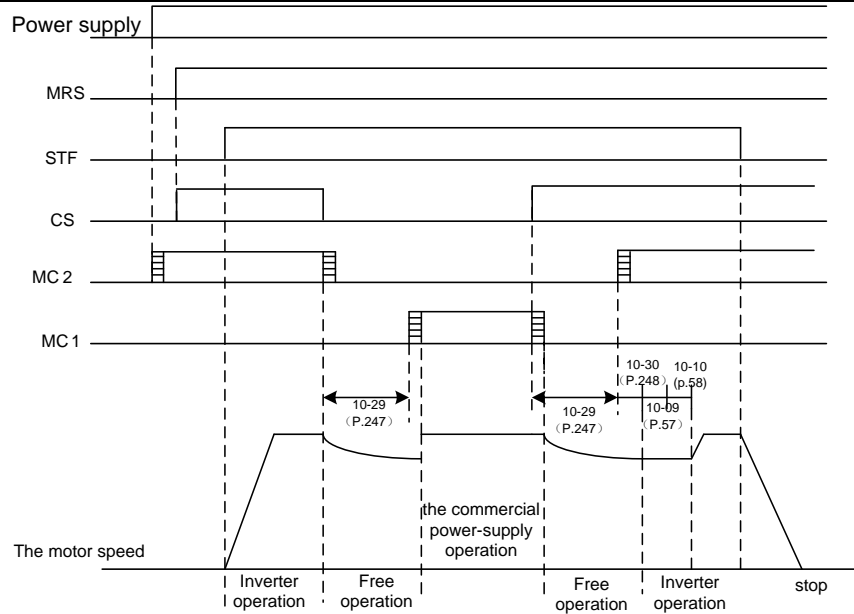 Power supply
MRS
STF
CS
MC 2
MC 1
10-30
（P.248）
10-10
(p.58)
10-29
（P.247）
10-29
（P.247）
10-09
（P.57）
the commercial
power-supply
operation
The motor speed
Inverter
operation
Free
operation
Free
operation
Inverter
operation
stop